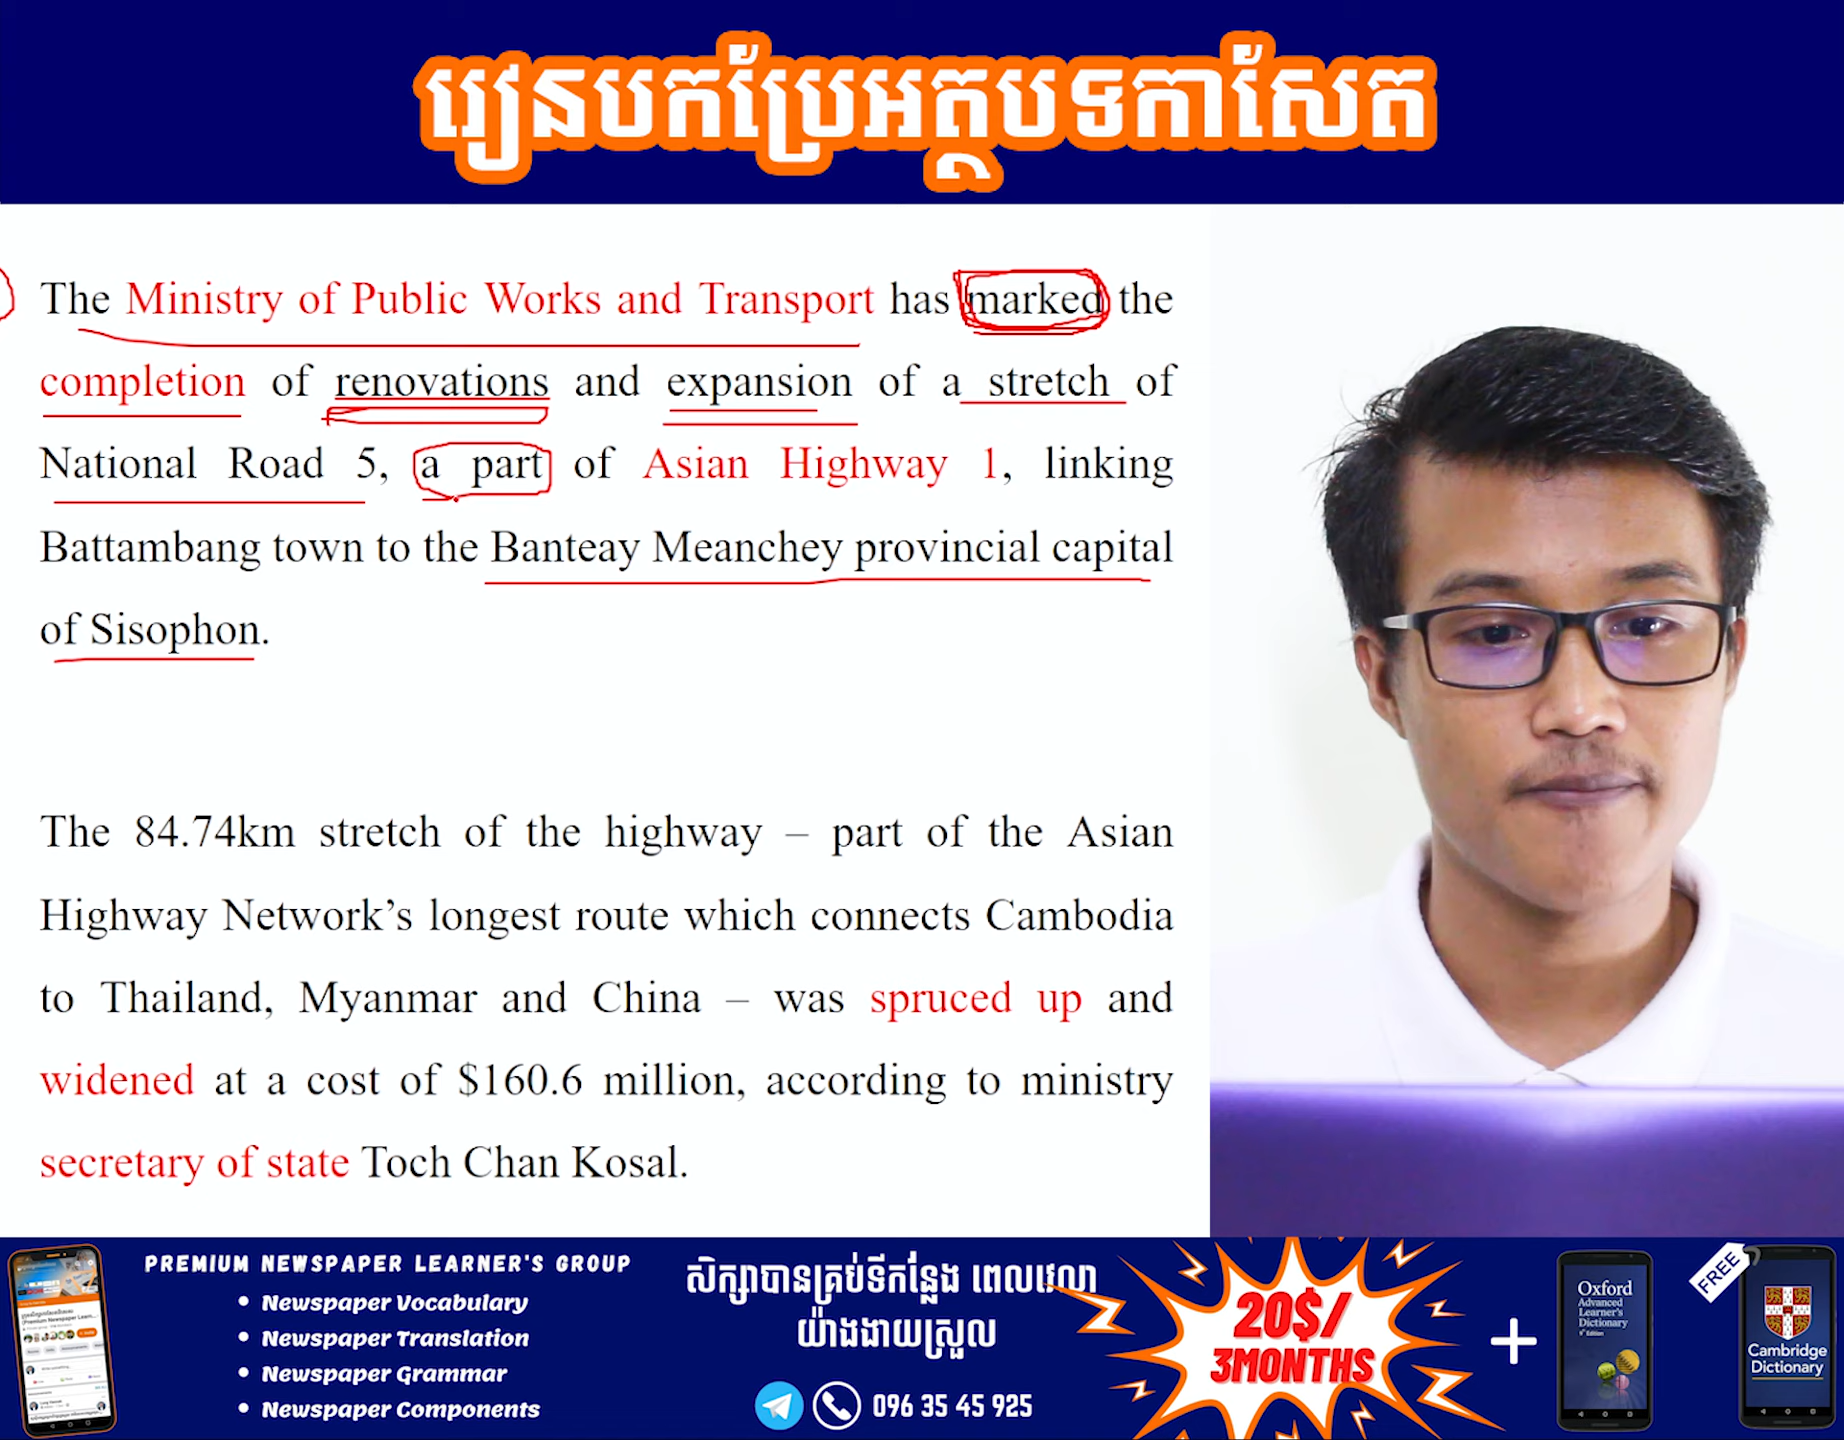 រៀនបកប្រែអត្ថបទកាសែត
The Ministry of Public Works and Transport has marked the
completion of renovations and expansion of a stretch of
National Road 5, a part of Asian Highway 1, linking
Battambang town to the Banteay Meanchey provincial capital
of Sisophon.
The 84.74km stretch of the highway – part of the Asian
Highway Network’s longest route which connects Cambodia
to Thailand, Myanmar and China – was spruced up and
widened at a cost of $160.6 million, according to ministry
secretary of state Toch Chan Kosal.
PREMIUM NEWSPAPER LEARNER'S GROUP
• Newspaper Vocabulary
• Newspaper Translation
• Newspaper Grammar
• Newspaper Components
សិក្សាបានគ្រប់ទីកន្លែង ពេលវេលា
យ៉ាងងាយស្រួល
096 35 45 925
20$/
3MONTHS
+
Oxford
Advanced
Learner's
Dictionary
FREE
Cambridge
Dictionary